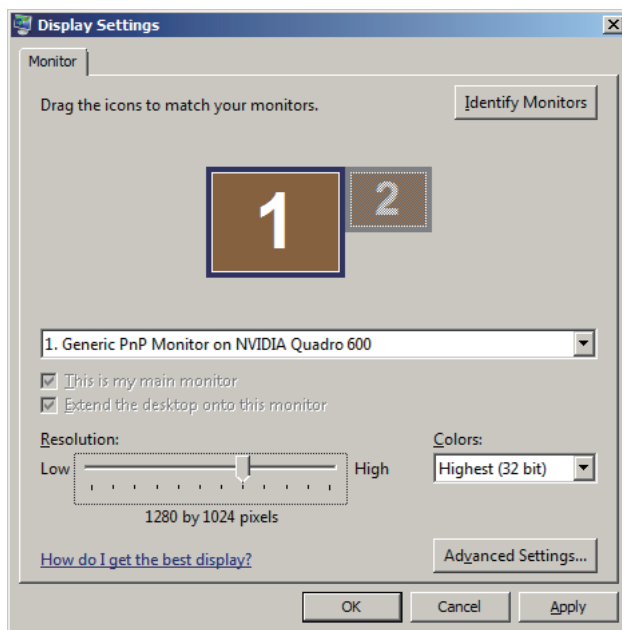 Display Settings
Monitor
Drag the icons to match your monitors.
Identify Monitors
1
2
1. Generic PnP Monitor on NVIDIA Quadro 600
This is my main monitor
Extend the desktop onto this monitor
Resolution:
Colors:
Low
High
Highest (32 bit)
1280 by 1024 pixels
How do I get the best display?
Advanced Settings...
OK
Cancel
Apply